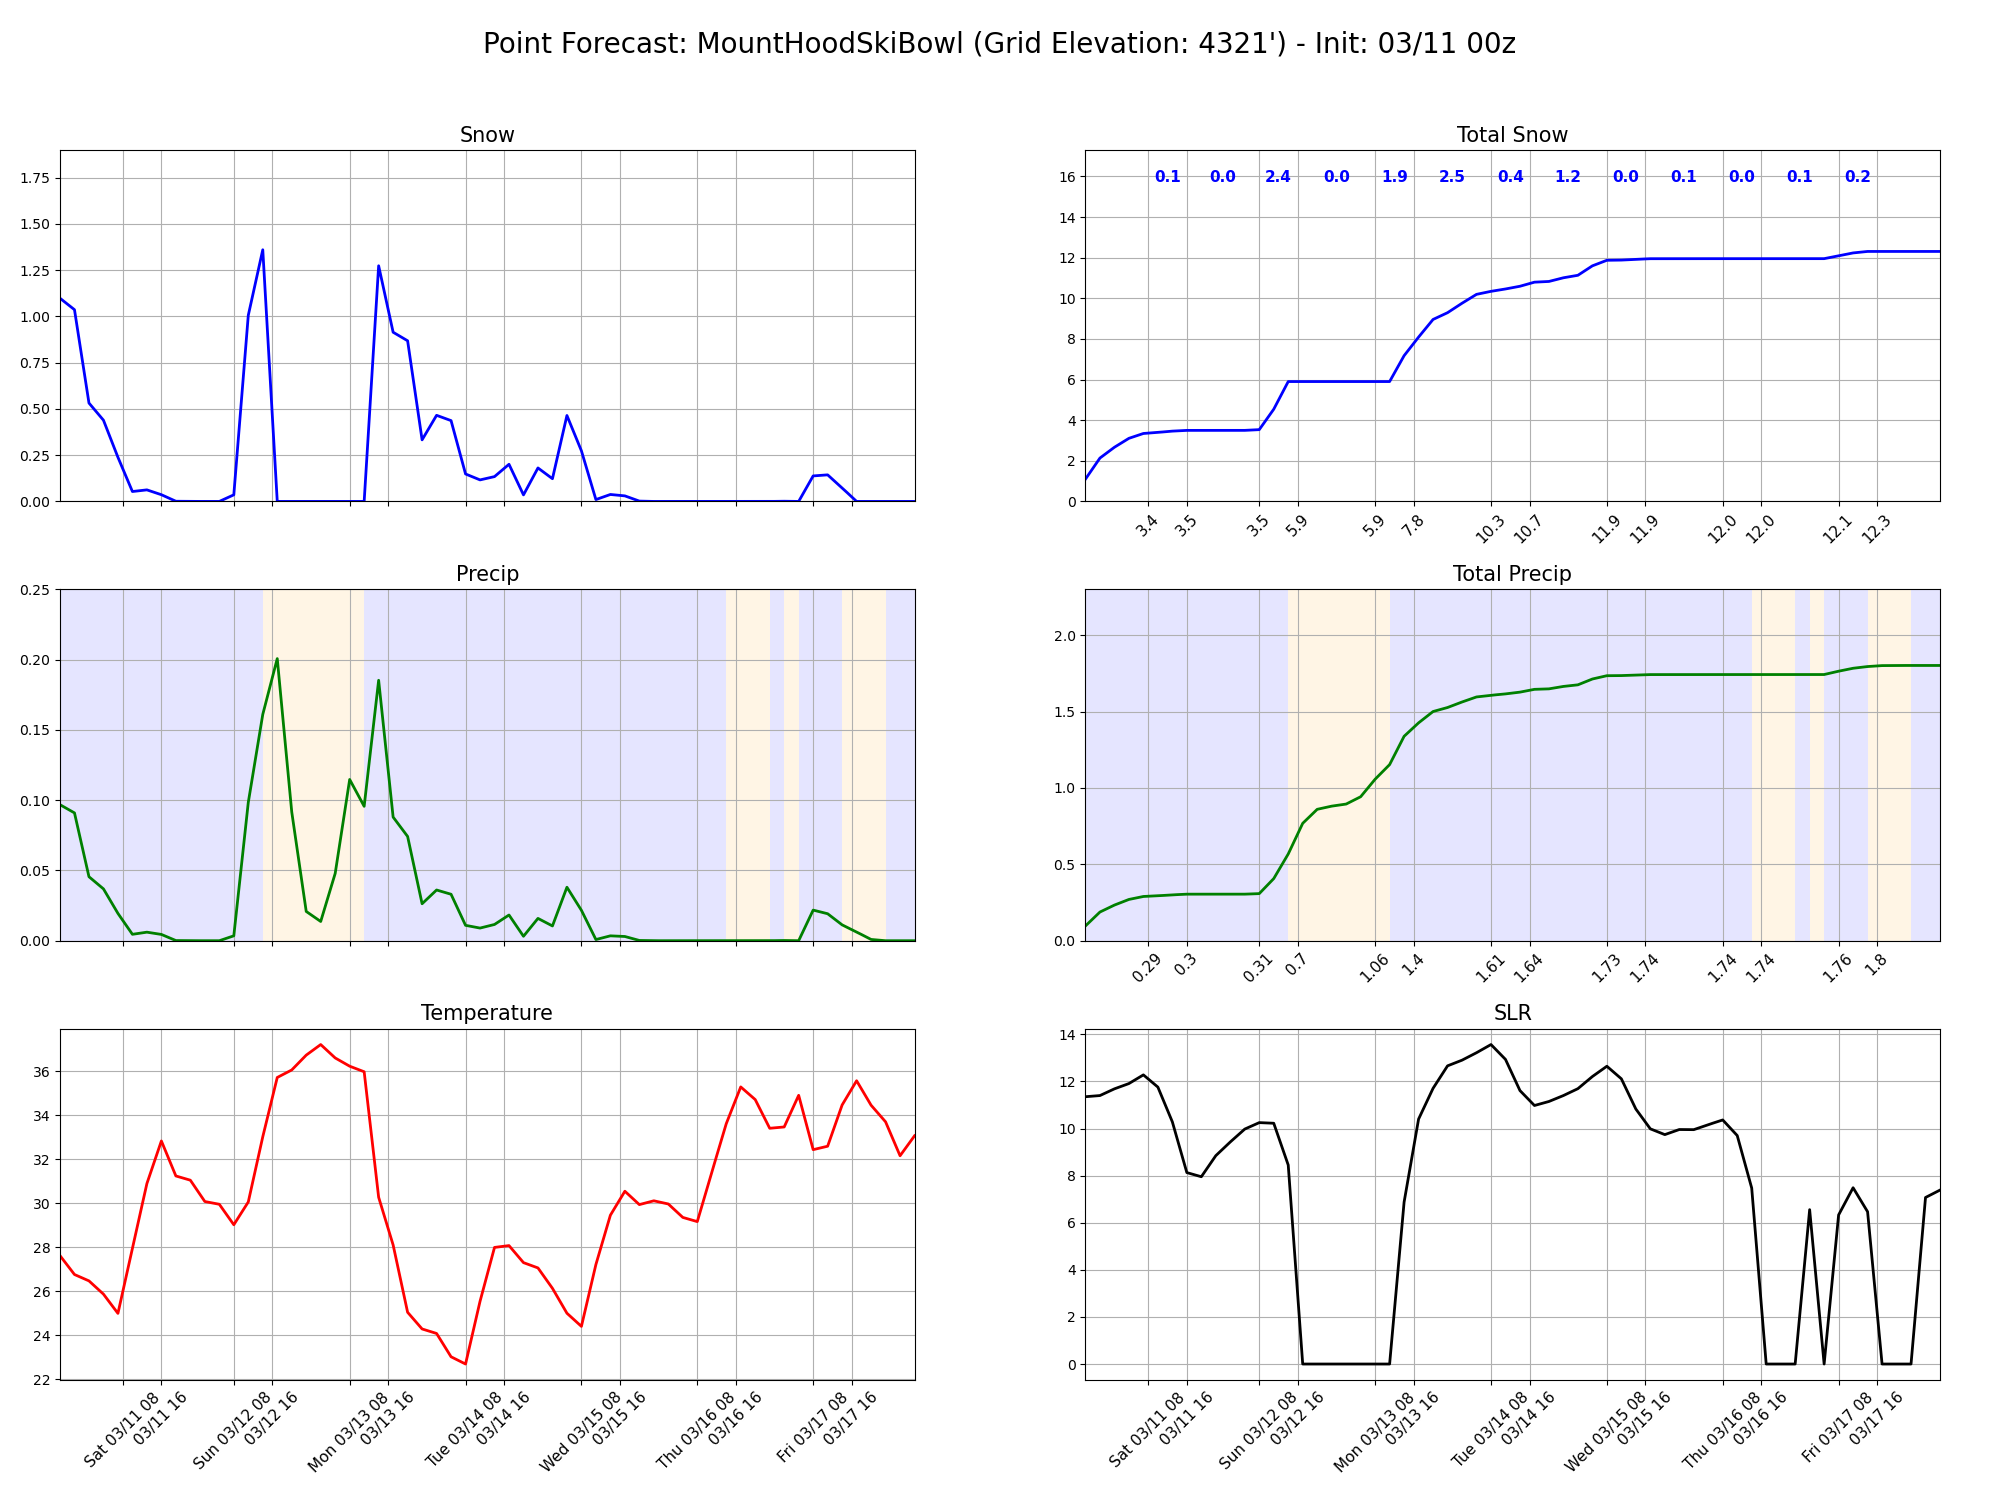 Point Forecast: MountHoodSkiBowl (Grid Elevation: 4321') - Init: 03/11 00z
Snow
1.75
1.50
1.25
1.00
0.75
0.50
0.25
0.00
Total Snow
16
14
12
10
8
6
4
2
0
0.1 0.0 2.4 0.0 1.9 2.5 0.4 1.2 0.0 0.1 0.0 0.1 0.2
3.4 3.5 3.5 5.9 5.9 7.8 10.3 10.7 11.9 11.9 12.0 12.0 12.1 12.3
Precip
0.25
0.20
0.15
0.10
0.05
0.00
Total Precip
2.0
1.5
1.0
0.5
0.0
0.29 0.3 0.31 0.7 1.06 1.4 1.61 1.64 1.73 1.74 1.74 1.74 1.76 1.8
Temperature
36
34
32
30
28
26
24
22
Sat 03/11 08
03/11 16
Sun 03/12 08
03/12 16
Mon 03/13 08
03/13 16
Tue 03/14 08
03/14 16
Wed 03/15 08
03/15 16
Thu 03/16 08
03/16 16
Fri 03/17 08
03/17 16
SLR
14
12
10
8
6
4
2
0
Sat 03/11 08
03/11 16
Sun 03/12 08
03/12 16
Mon 03/13 08
03/13 16
Tue 03/14 08
03/14 16
Wed 03/15 08
03/15 16
Thu 03/16 08
03/16 16
Fri 03/17 08
03/17 16